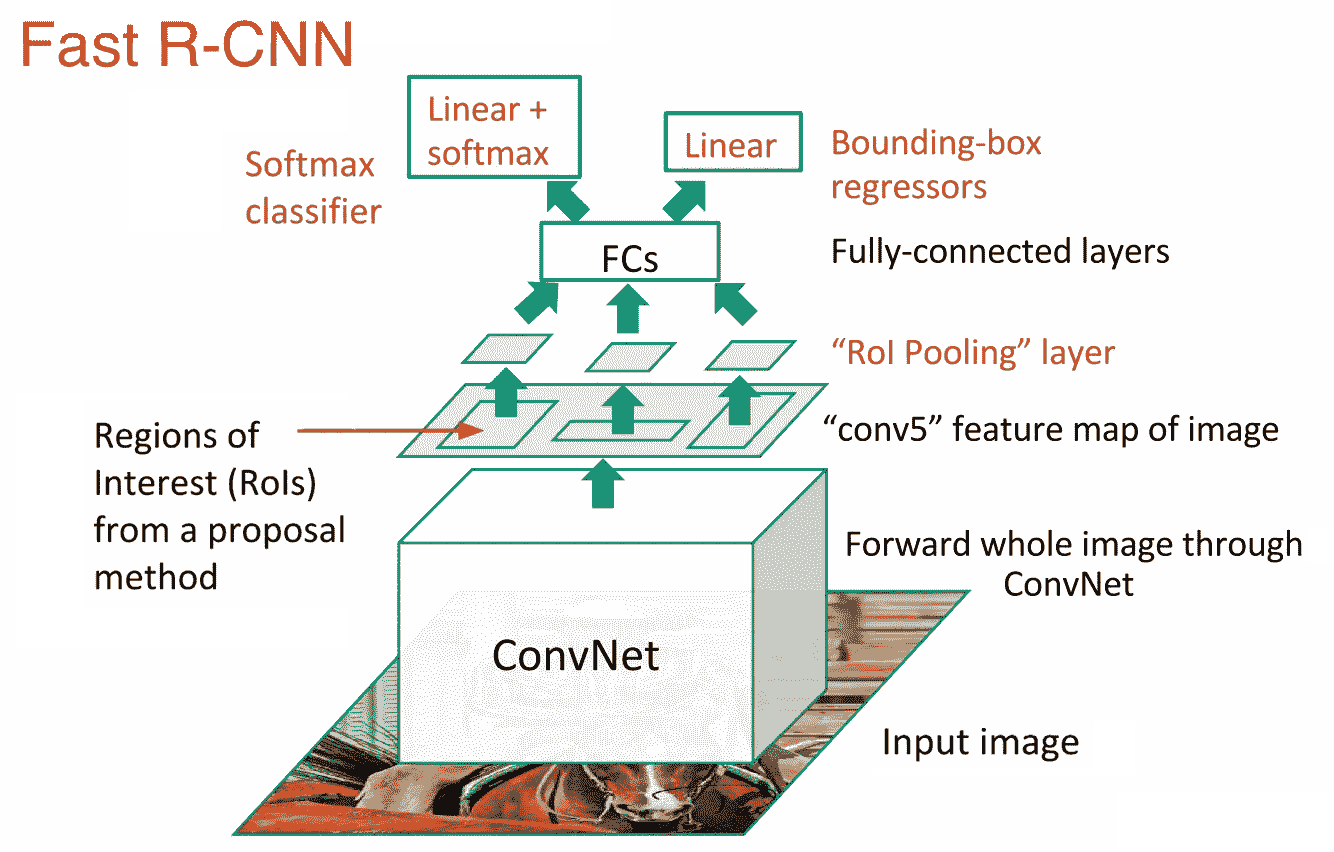 Fast R-CNN
Linear +
softmax
Softmax
classifier
Linear
Bounding-box
regressors
FCs
Fully-connected layers
“RoI Pooling” layer
Regions of
Interest (RoIs)
from a proposal
method
“conv5” feature map of image
Forward whole image through
ConvNet
ConvNet
Input image